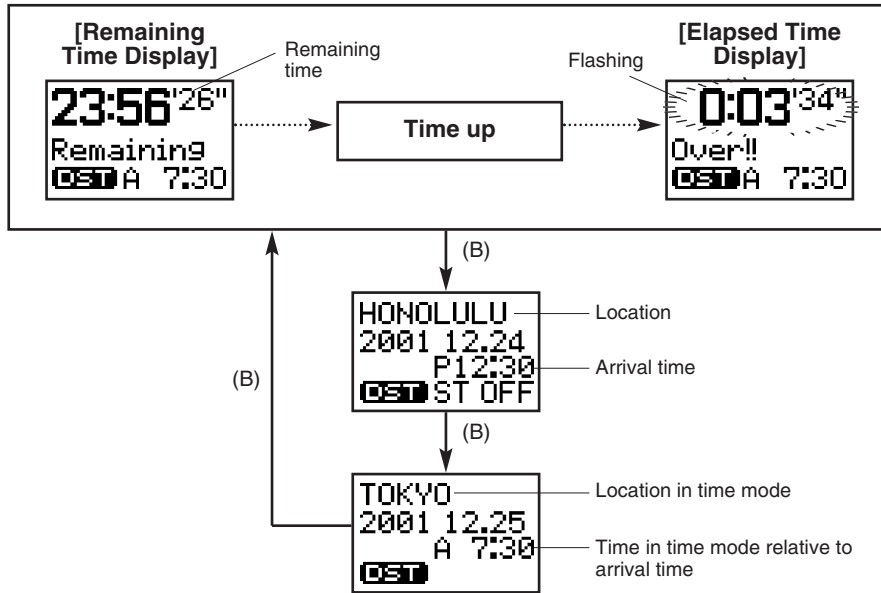 [Remaining
Time Display]
Remaining
time
23:56'26"
Remaining
DST A 7:30
Time up
[Elapsed Time
Display]
Flashing
0:03'34"
Over!!
DST A 7:30
(B)
(B)
HONOLULU
2001 12.24
P12:30
DST ST OFF
Location
Arrival time
(B)
TOKYO
2001 12.25
A 7:30
DST
Location in time mode
Time in time mode relative to
arrival time